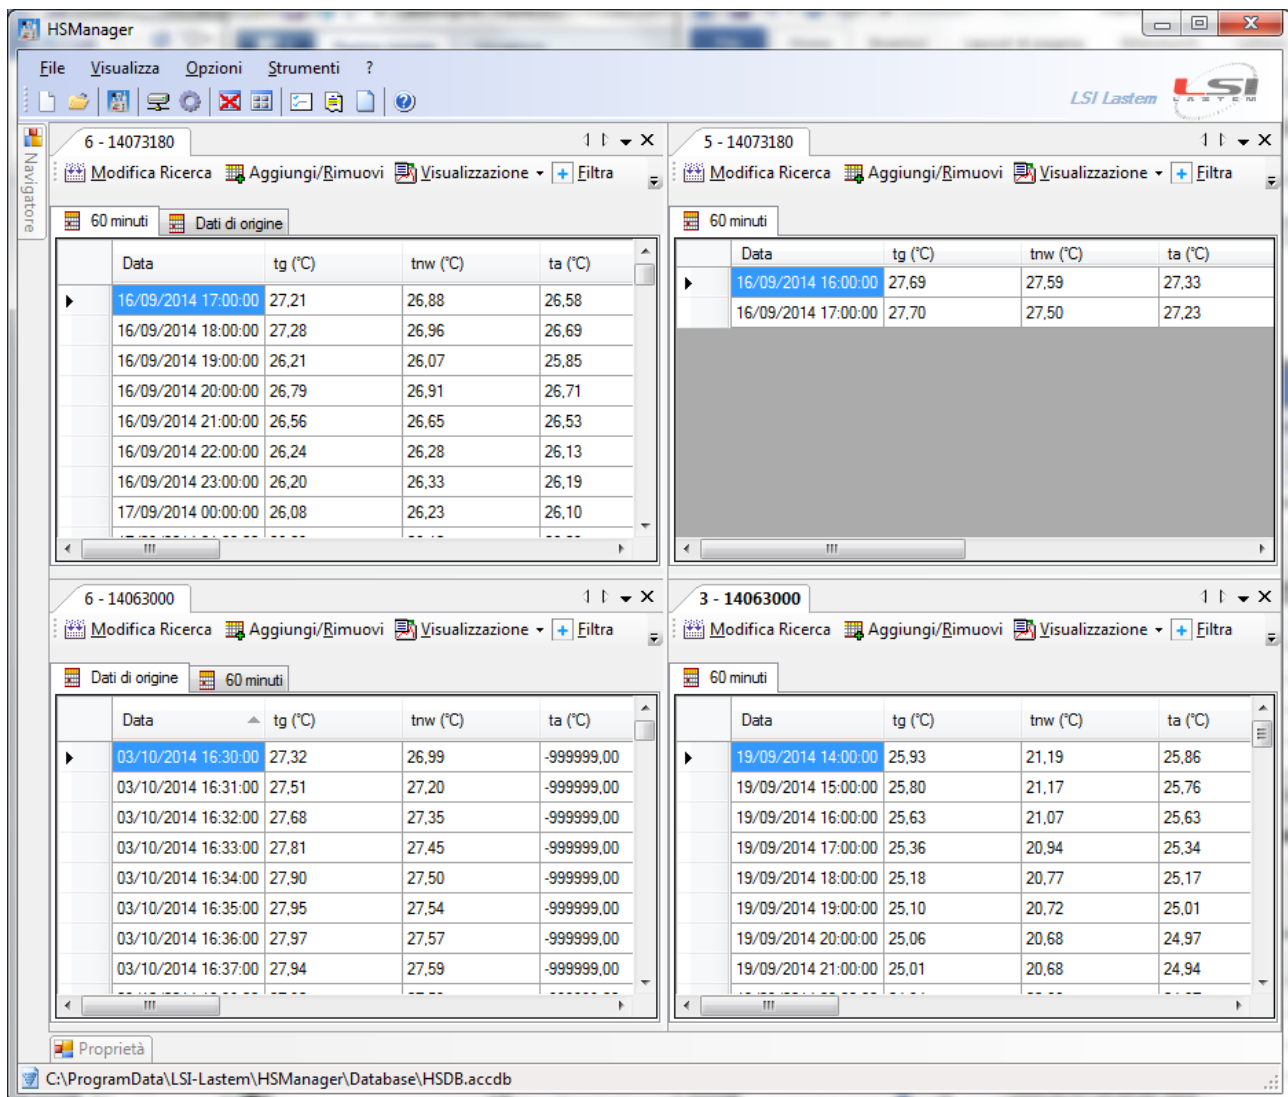 HSManager
File Visualizza Opzioni Strumenti ?
LSI Lastem LSI LASTEM
Navigatore
6 - 14073180
Modifica Ricerca Aggiungi/Rimuovi Visualizzazione Filtra
60 minuti Dati di origine
Data tg (°C) tnw (°C) ta (°C)
16/09/2014 17:00:00 27,21 26,88 26,58
16/09/2014 18:00:00 27,28 26,96 26,69
16/09/2014 19:00:00 26,21 26,07 25,85
16/09/2014 20:00:00 26,79 26,91 26,71
16/09/2014 21:00:00 26,56 26,65 26,53
16/09/2014 22:00:00 26,24 26,28 26,13
16/09/2014 23:00:00 26,20 26,33 26,19
17/09/2014 00:00:00 26,08 26,23 26,10
5 - 14073180
Modifica Ricerca Aggiungi/Rimuovi Visualizzazione Filtra
60 minuti
Data tg (°C) tnw (°C) ta (°C)
16/09/2014 16:00:00 27,69 27,59 27,33
16/09/2014 17:00:00 27,70 27,50 27,23
6 - 14063000
Modifica Ricerca Aggiungi/Rimuovi Visualizzazione Filtra
Dati di origine 60 minuti
Data tg (°C) tnw (°C) ta (°C)
03/10/2014 16:30:00 27,32 26,99 -999999,00
03/10/2014 16:31:00 27,51 27,20 -999999,00
03/10/2014 16:32:00 27,68 27,35 -999999,00
03/10/2014 16:33:00 27,81 27,45 -999999,00
03/10/2014 16:34:00 27,90 27,50 -999999,00
03/10/2014 16:35:00 27,95 27,54 -999999,00
03/10/2014 16:36:00 27,97 27,57 -999999,00
03/10/2014 16:37:00 27,94 27,59 -999999,00
3 - 14063000
Modifica Ricerca Aggiungi/Rimuovi Visualizzazione Filtra
60 minuti
Data tg (°C) tnw (°C) ta (°C)
19/09/2014 14:00:00 25,93 21,19 25,86
19/09/2014 15:00:00 25,80 21,17 25,76
19/09/2014 16:00:00 25,63 21,07 25,63
19/09/2014 17:00:00 25,36 20,94 25,34
19/09/2014 18:00:00 25,18 20,77 25,17
19/09/2014 19:00:00 25,10 20,72 25,01
19/09/2014 20:00:00 25,06 20,68 24,97
19/09/2014 21:00:00 25,01 20,68 24,94
Proprietà
C:\ProgramData\LSI-Lastem\HSManager\Database\HSDB.accdb